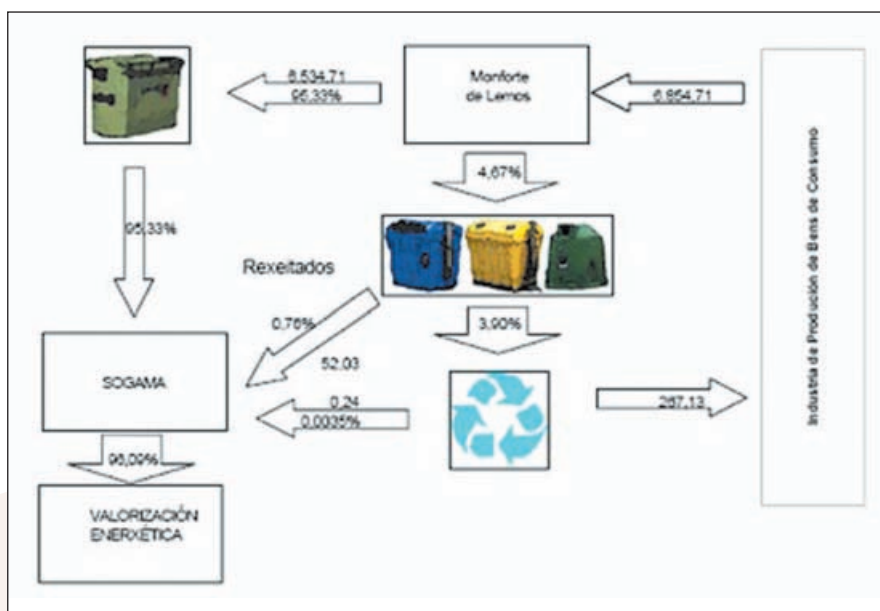 6.534,71
95,33%
Monforte
de Lemos
6.854,71
4,67%
95,33%
Rexeitados
0,76%
52,03
3,90%
SOGAMA
0,24
0,0035%
267,13
96,09%
VALORIZACIÓN
ENERXÉTICA
Industria de Produción de Bens de Consumo